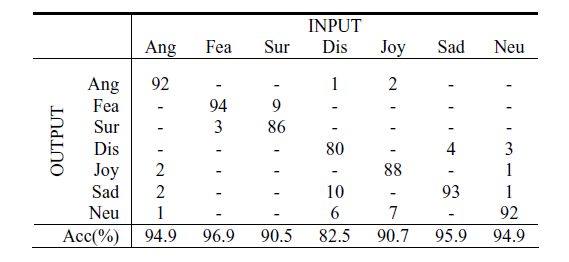 INPUT
Ang Fea Sur Dis Joy Sad Neu
OUTPUT
Ang 92 - - 1 2 - -
Fea - 94 9 - - - -
Sur - 3 86 - - - -
Dis - - - 80 - 4 3
Joy 2 - - - 88 - 1
Sad 2 - - 10 - 93 1
Neu 1 - - 6 7 - 92
Acc(%) 94.9 96.9 90.5 82.5 90.7 95.9 94.9